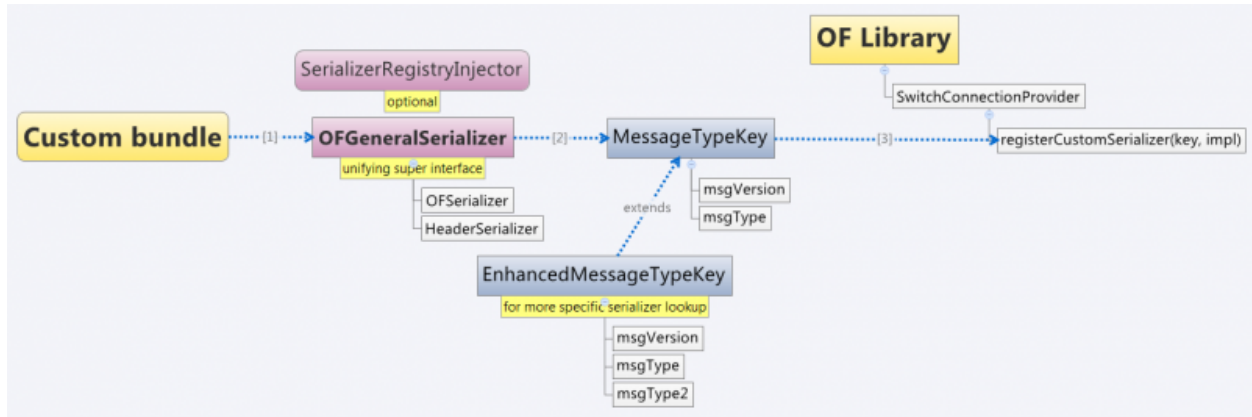 OF Library
SerializerRegistryInjector
optional
SwitchConnectionProvider
Custom bundle
[1]
OFGeneralSerializer
[2]
MessageTypeKey
[3]
registerCustomSerializer(key, impl)
unifying super interface
OFSerializer
HeaderSerializer
msgVersion
msgType
extends
EnhancedMessageTypeKey
for more specific serializer lookup
msgVersion
msgType
msgType2